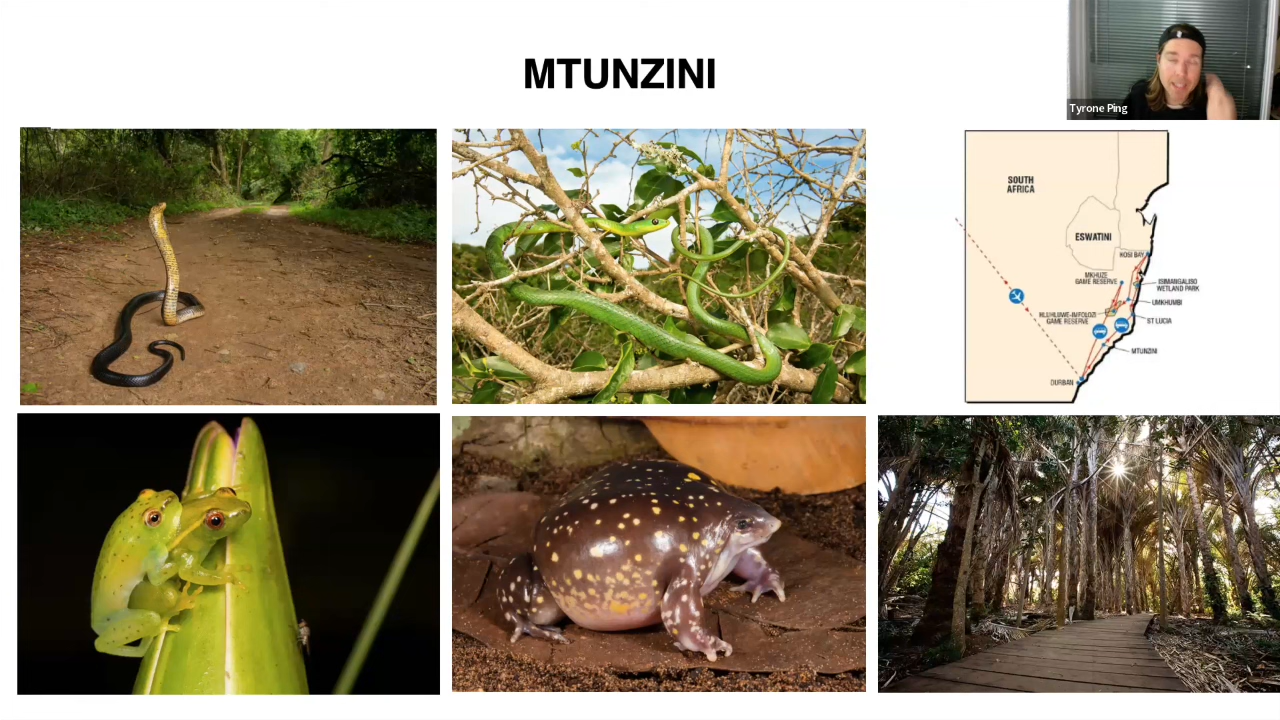 MTUNZINI
Tyrone Ping
SOUTH
AFRICA
ESWATINI
KOSI BAY
MKHUZE
GAME RESERVE
ISIMANGALISO
WETLAND PARK
UMKHUMBI
HLUHLUWE-IMFOLOZI
GAME RESERVE
ST LUCIA
MTUNZINI
DURBAN